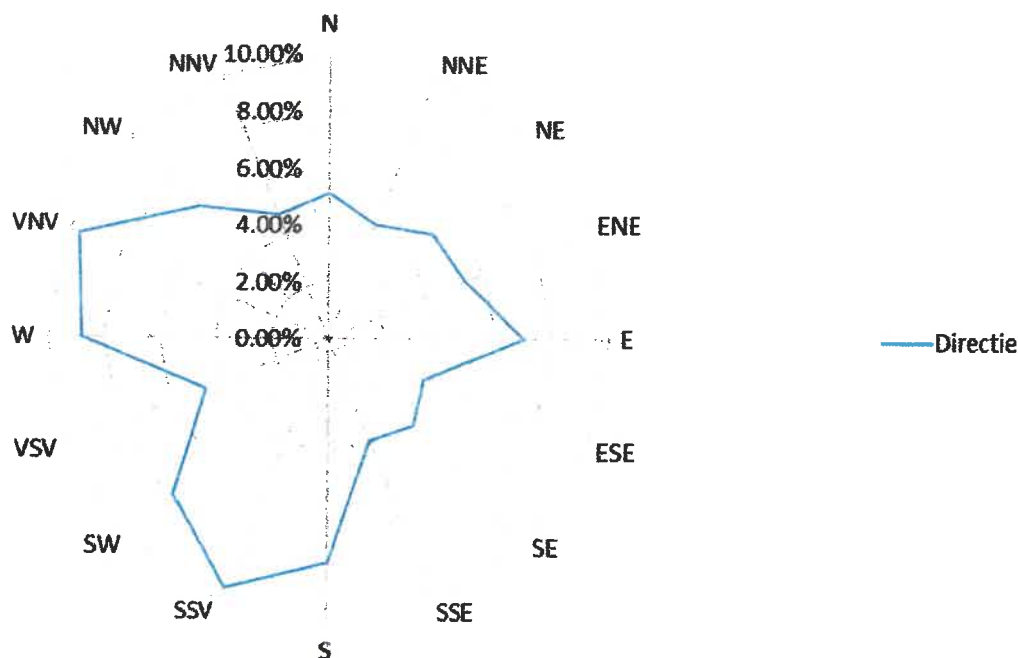 N
NNV 10.00% NNE
8.00%
NW NE
6.00%
VNV 4.00% ENE
2.00%
W 0.00% E
Directie
VSV ESE
SW SE
SSV SSE
S